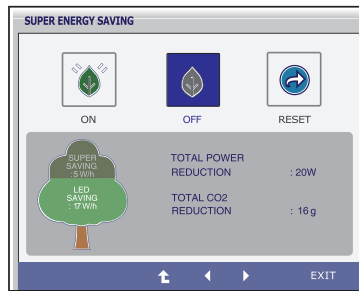 SUPER ENERGY SAVING
ON
OFF
RESET
SUPER
SAVING
: 5 W/h
LED
SAVING
: 17 W/h
TOTAL POWER
REDUCTION : 20W
TOTAL CO2
REDUCTION : 16 g
EXIT